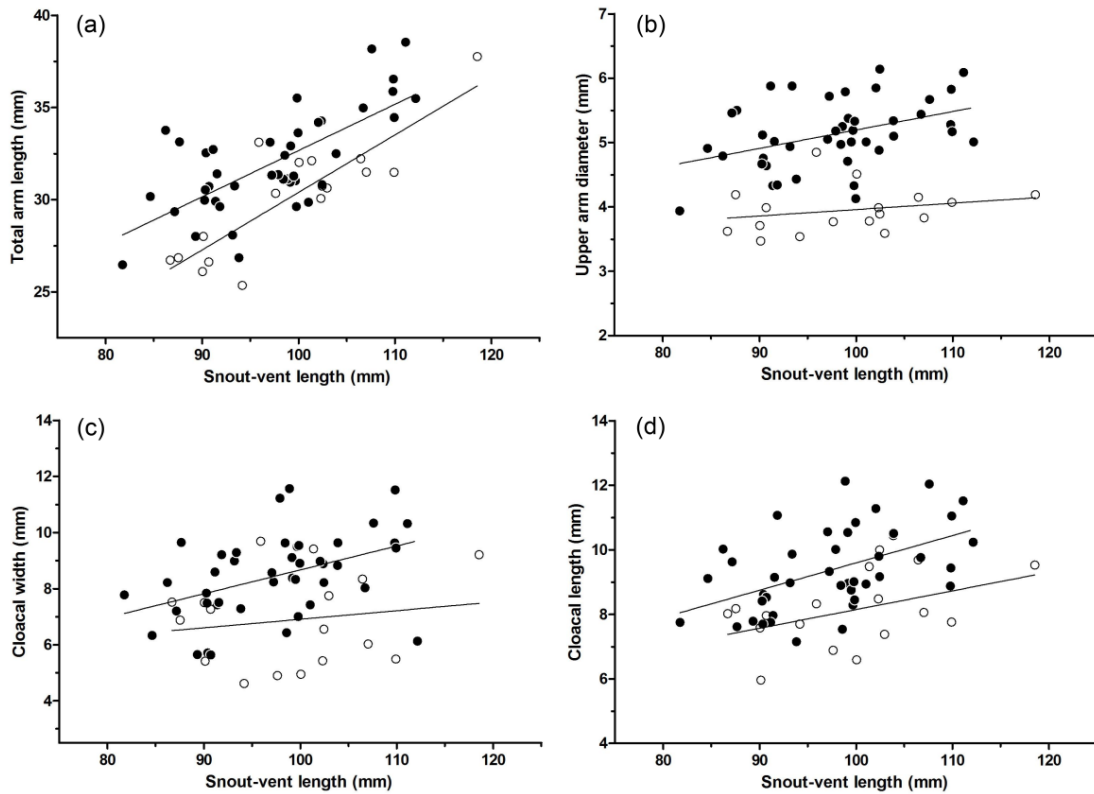 (a)
40
35
30
25
Total arm length (mm)
80 90 100 110 120
Snout-vent length (mm)
(b)
7
6
5
4
3
2
Upper arm diameter (mm)
80 90 100 110 120
Snout-vent length (mm)
(c)
14
12
10
8
6
4
Cloacal width (mm)
80 90 100 110 120
Snout-vent length (mm)
(d)
14
12
10
8
6
4
Cloacal length (mm)
80 90 100 110 120
Snout-vent length (mm)